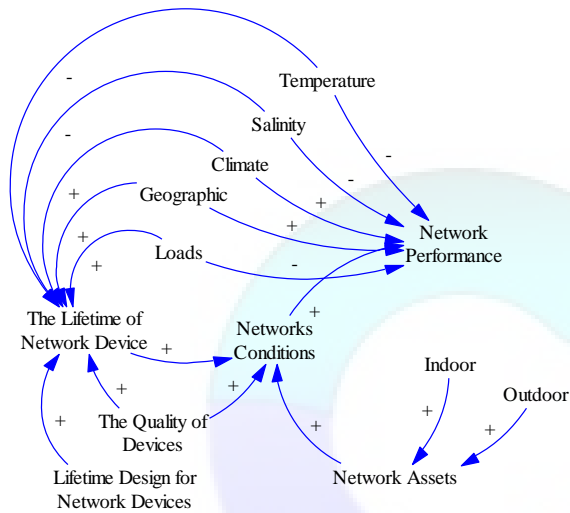 Temperature
-
Salinity
-
-
Climate
-
+
+
Geographic
+
+
+
Network
Performance
Loads
+
-
The Lifetime of
Network Device
Networks
Conditions
+
+
Indoor
+
Outdoor
The Quality of
Devices
+
+
+
+
+
Lifetime Design for
Network Devices
Network Assets